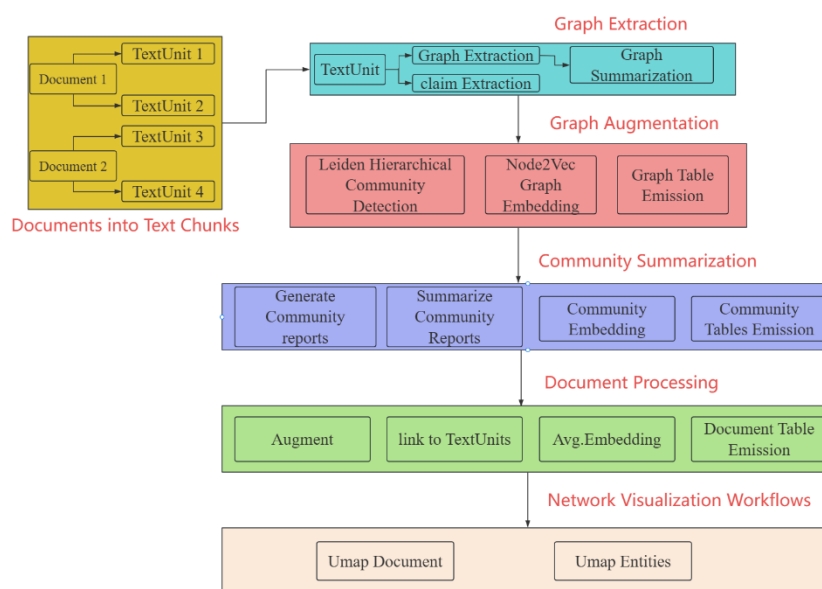 Graph Extraction
TextUnit 1
Document 1
TextUnit 2
TextUnit 3
Document 2
TextUnit 4
Documents into Text Chunks
TextUnit
Graph Extraction
claim Extraction
Graph
Summarization
Graph Augmentation
Leiden Hierarchical
Community
Detection
Node2Vec
Graph
Embedding
Graph Table
Emission
Community Summarization
Generate
Community
reports
Summarize
Community
Reports
Community
Embedding
Community
Tables Emission
Document Processing
Augment
link to TextUnits
Avg.Embedding
Document Table
Emission
Network Visualization Workflows
Umap Document
Umap Entities